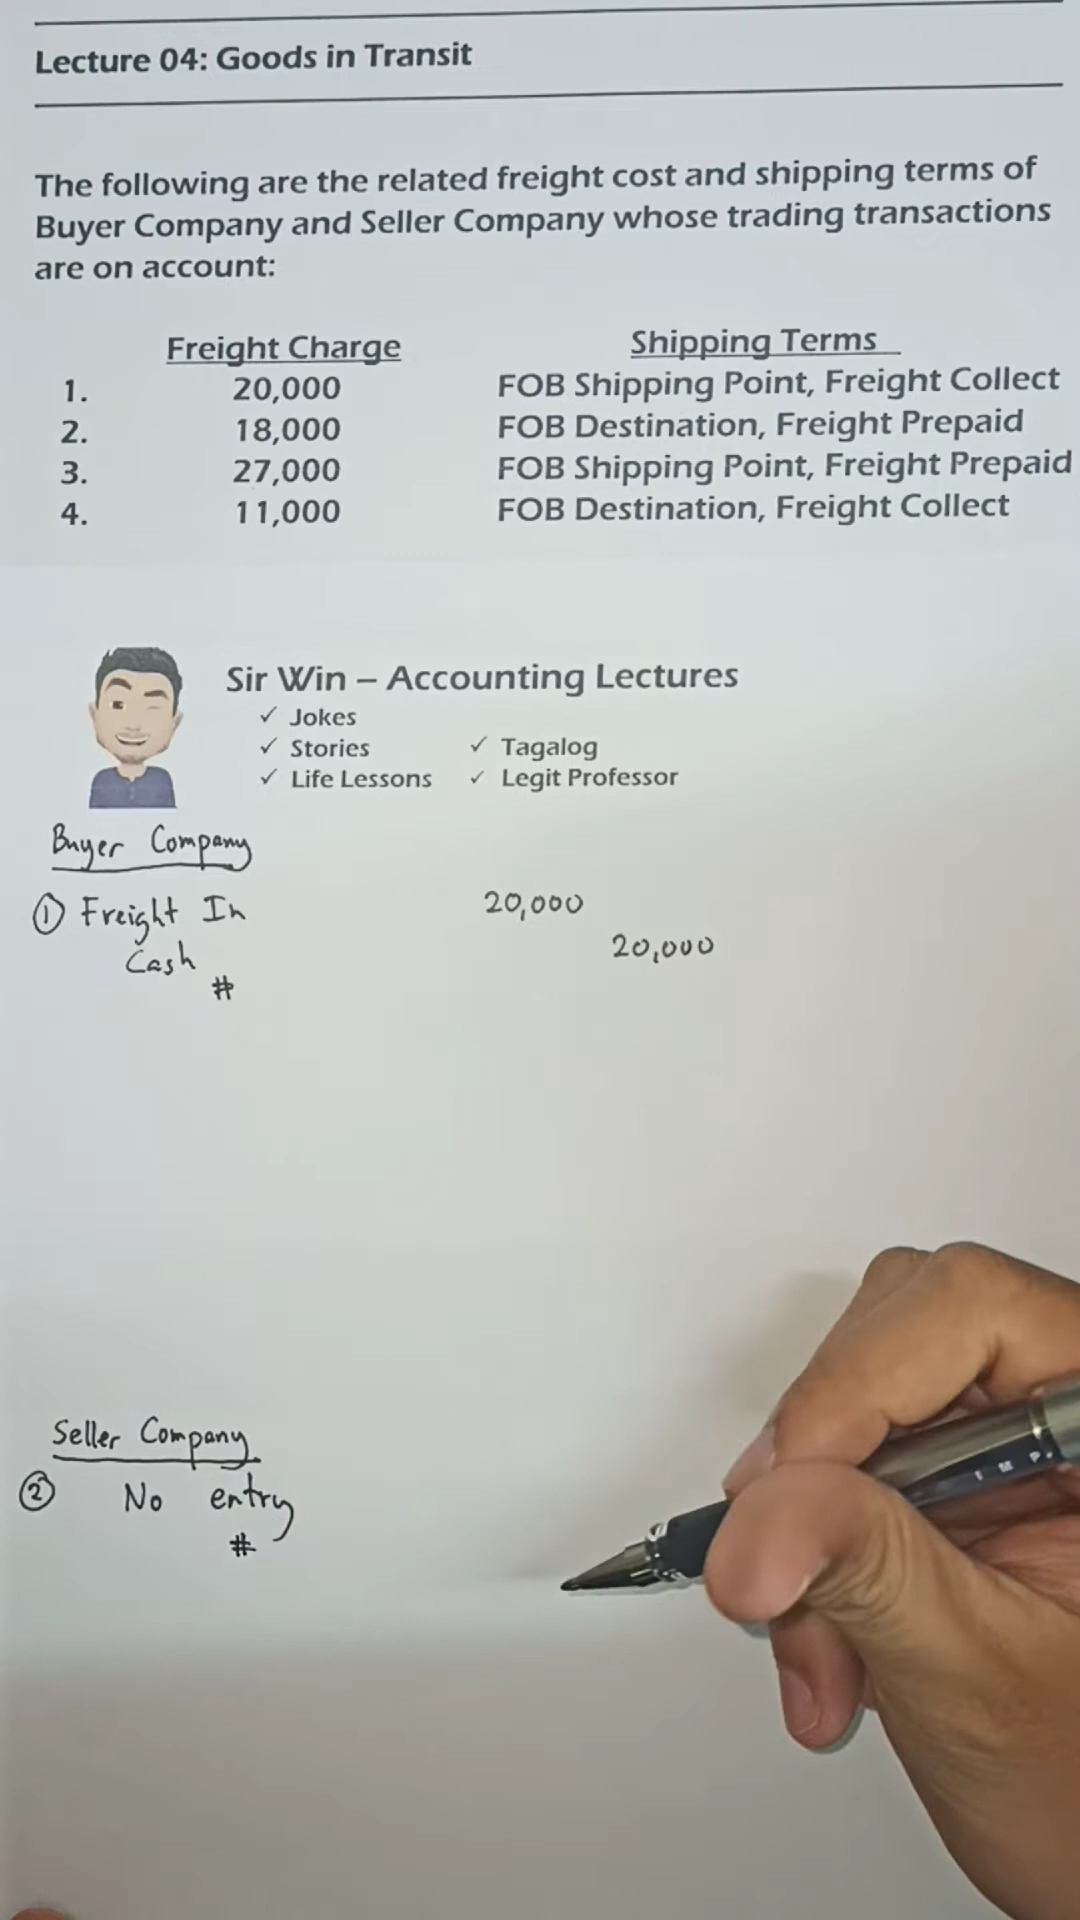 Lecture 04: Goods in Transit
The following are the related freight cost and shipping terms of
Buyer Company and Seller Company whose trading transactions
are on account:
Freight Charge Shipping Terms
1. 20,000 FOB Shipping Point, Freight Collect
2. 18,000 FOB Destination, Freight Prepaid
3. 27,000 FOB Shipping Point, Freight Prepaid
4. 11,000 FOB Destination, Freight Collect
Sir Win – Accounting Lectures
✓ Jokes
✓ Stories ✓ Tagalog
✓ Life Lessons ✓ Legit Professor
Buyer Company
① Freight In 20,000
Cash 20,000
#
Seller Company
② No entry
#
IMP.